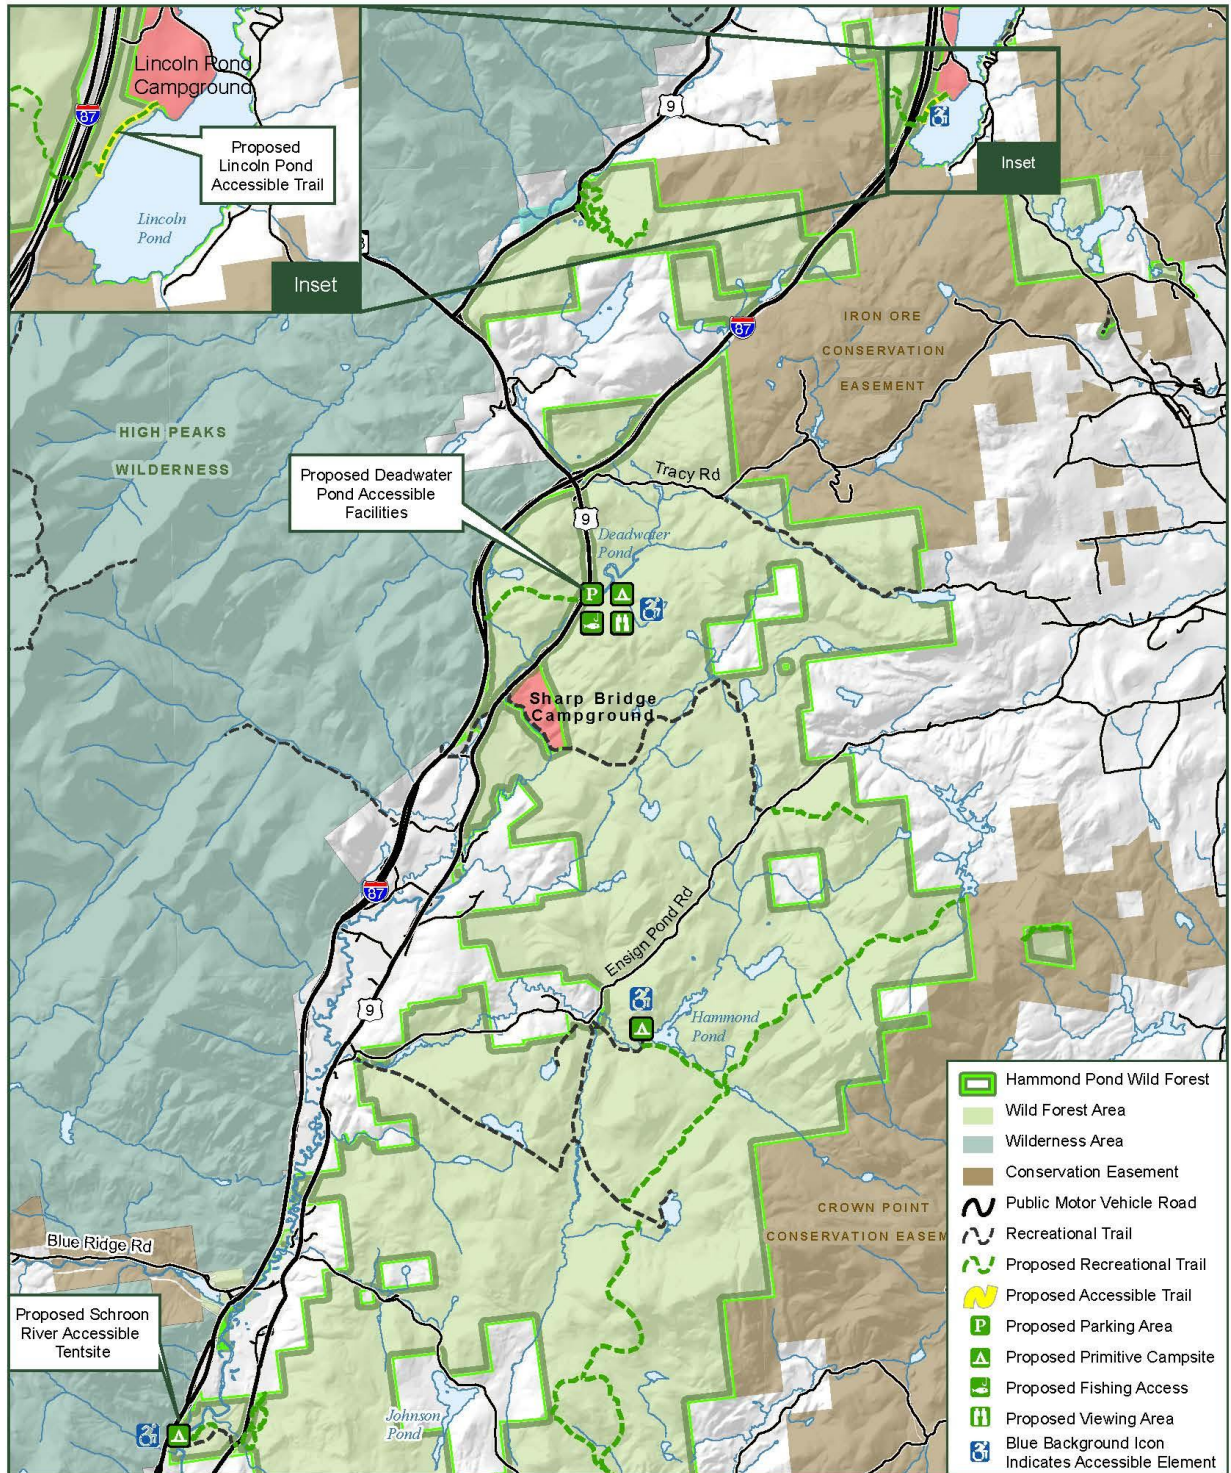 Lincoln Pond
Campground
87
Proposed
Lincoln Pond
Accessible Trail
Lincoln
Pond
Inset
9
Inset
87
IRON ORE
CONSERVATION
EASEMENT
HIGH PEAKS
WILDERNESS
Proposed Deadwater
Pond Accessible
Facilities
Tracy Rd
9
Deadwater
Pond
P
Sharp Bridge
Campground
87
Ensign Pond Rd
9
Hammond
Pond
CROWN POINT
CONSERVATION EASEM
Blue Ridge Rd
Proposed Schroon
River Accessible
Tentsite
Johnson
Pond
Hammond Pond Wild Forest
Wild Forest Area
Wilderness Area
Conservation Easement
Public Motor Vehicle Road
Recreational Trail
Proposed Recreational Trail
Proposed Accessible Trail
P Proposed Parking Area
Proposed Primitive Campsite
Proposed Fishing Access
Proposed Viewing Area
Blue Background Icon
Indicates Accessible Element